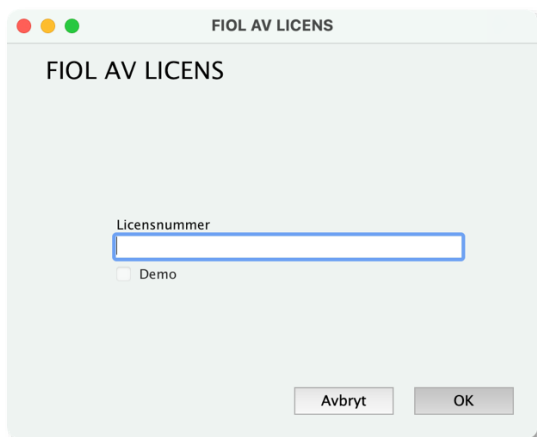 FIOL AV LICENS
FIOL AV LICENS
Licensnummer
Demo
Avbryt
OK